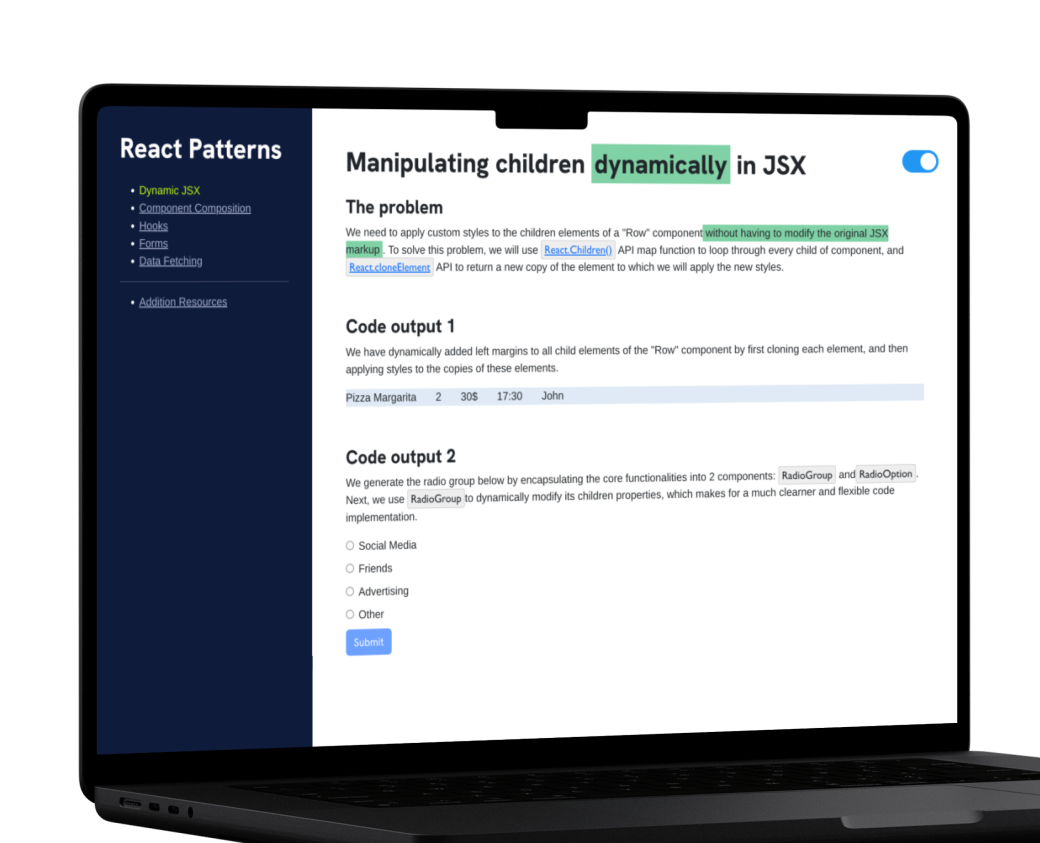 React Patterns
Dynamic JSX
Component Composition
Hooks
Forms
Data Fetching
Addition Resources
Manipulating children dynamically in JSX
The problem
We need to apply custom styles to the children elements of a "Row" component without having to modify the original JSX
markup . To solve this problem, we will use React.Children() API map function to loop through every child of component, and
React.cloneElement API to return a new copy of the element to which we will apply the new styles.
Code output 1
We have dynamically added left margins to all child elements of the "Row" component by first cloning each element, and then
applying styles to the copies of these elements.
Pizza Margarita 2 30$ 17:30 John
Code output 2
We generate the radio group below by encapsulating the core functionalities into 2 components: RadioGroup and RadioOption .
Next, we use RadioGroup to dynamically modify its children properties, which makes for a much clearner and flexible code
implementation.
Social Media
Friends
Advertising
Other
Submit